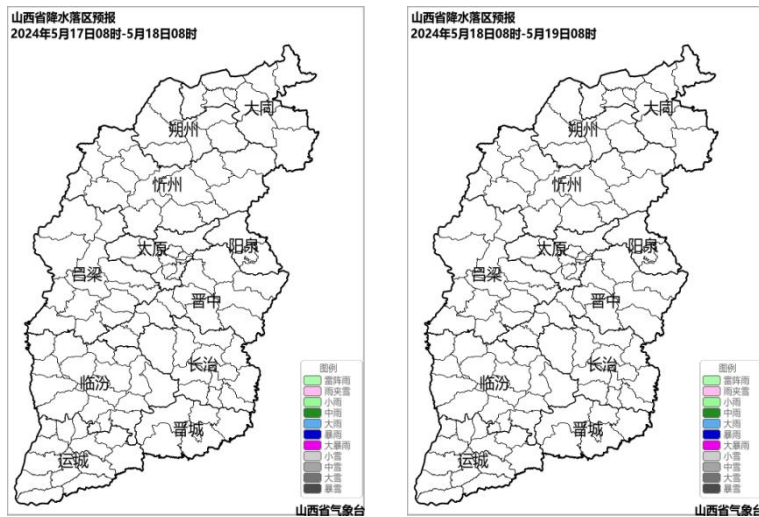 山西省降水落区预报
2024年5月17日08时-5月18日08时
大同
朔州
忻州
太原
阳泉
吕梁
晋中
长治
临汾
晋城
运城
图例
雷阵雨
雨夹雪
小雨
中雨
大雨
暴雨
大暴雨
小雪
中雪
大雪
暴雪
山西省气象台
山西省降水落区预报
2024年5月18日08时-5月19日08时
大同
朔州
忻州
太原
阳泉
吕梁
晋中
长治
临汾
晋城
运城
图例
雷阵雨
雨夹雪
小雨
中雨
大雨
暴雨
大暴雨
小雪
中雪
大雪
暴雪
山西省气象台